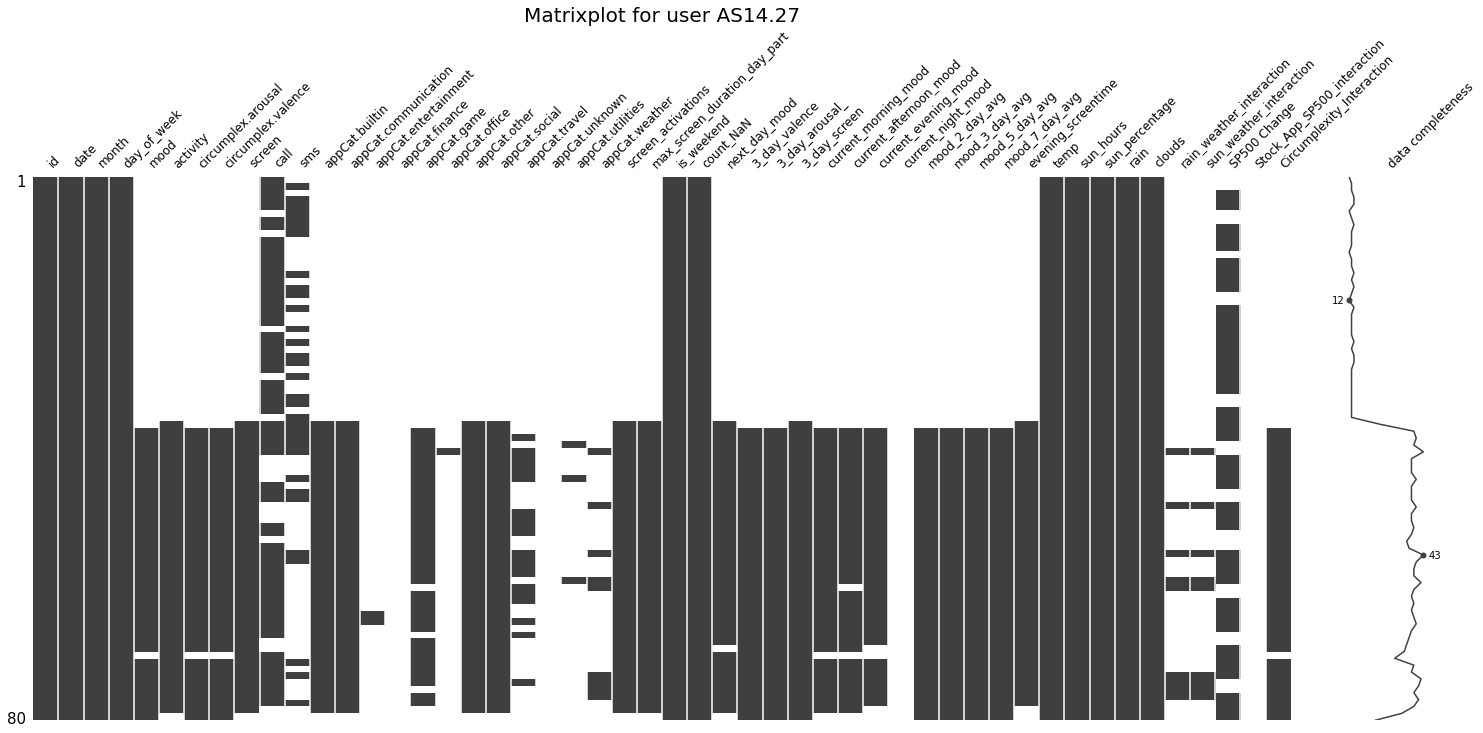 Matrixplot for user AS14.27
id
date
month
day_of_week
mood
activity
circumplex.arousal
circumplex.valence
screen
call
sms
appCat.builtin
appCat.communication
appCat.entertainment
appCat.finance
appCat.game
appCat.office
appCat.other
appCat.social
appCat.travel
appCat.unknown
appCat.utilities
appCat.weather
screen_activations
max_screen_duration_day_part
is_weekend
count_NaN
next_day_mood
3_day_valence
3_day_arousal_
3_day_screen
current_morning_mood
current_afternoon_mood
current_evening_mood
current_night_mood
mood_2_day_avg
mood_3_day_avg
mood_5_day_avg
mood_7_day_avg
evening_screentime
temp
sun_hours
sun_percentage
rain
clouds
rain_weather_interaction
sun_weather_interaction
SP500 Change
Stock_App_SP500_interaction
Circumplexity_Interaction
data completeness
1
12
43
80